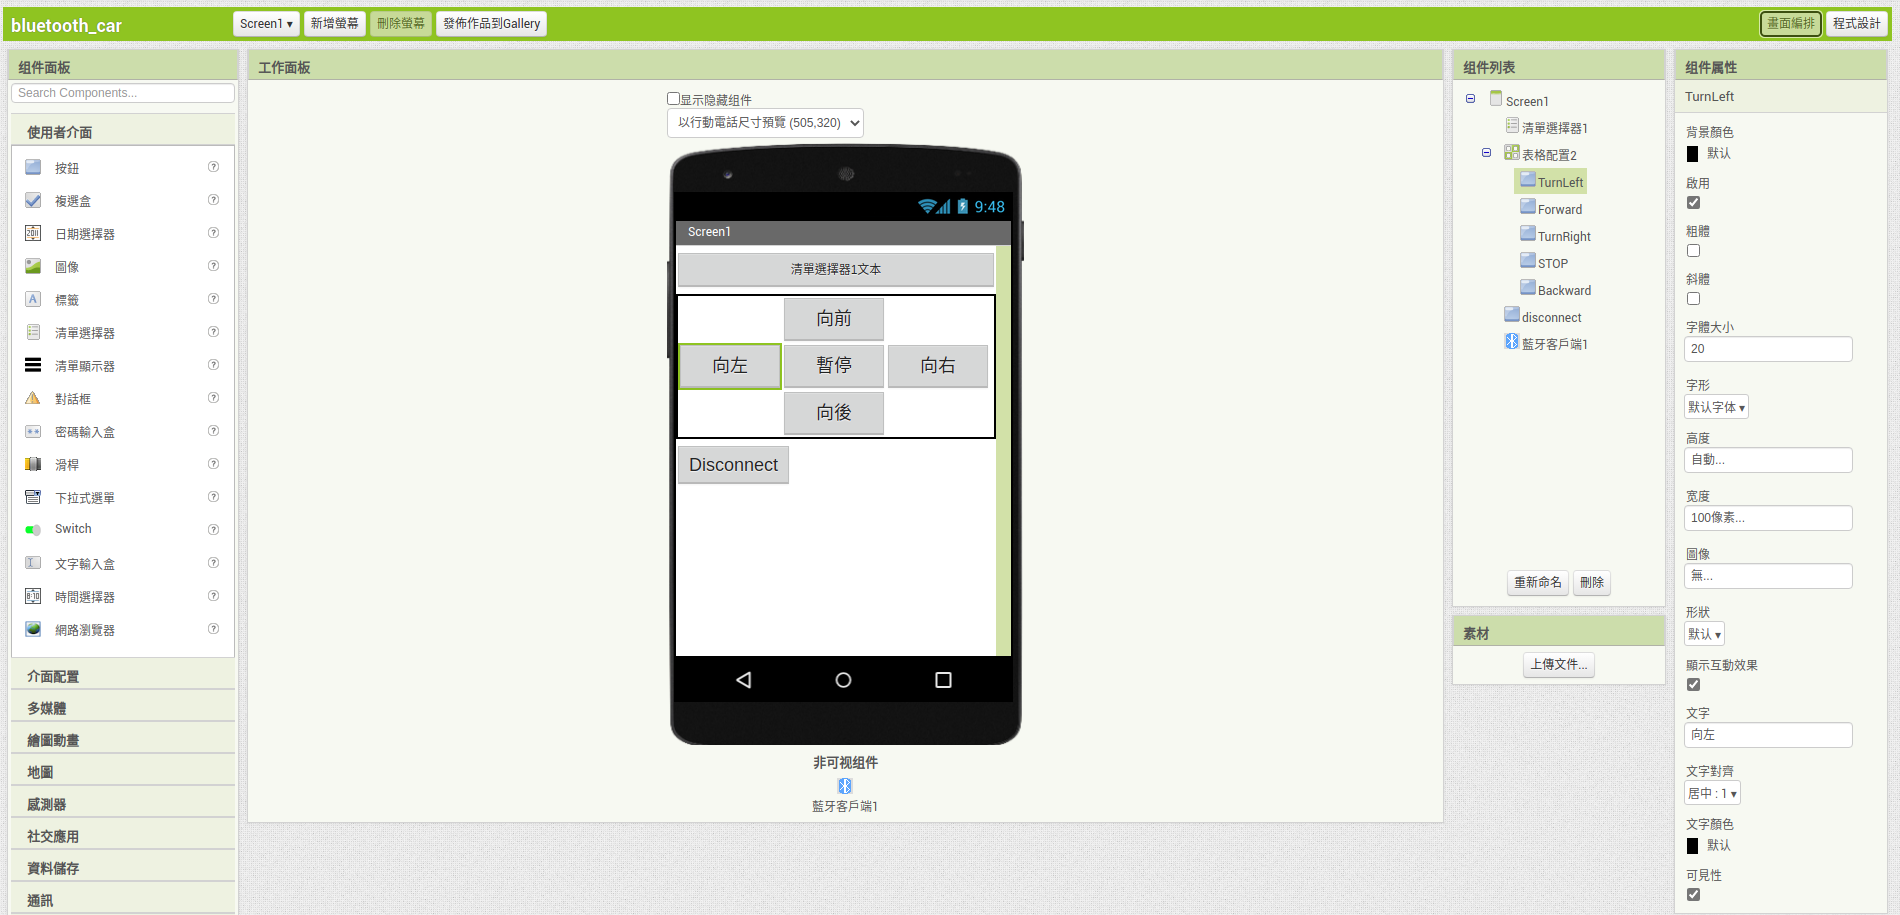 bluetooth_car
Screen1 ▾
新增螢幕
刪除螢幕
發佈作品到Gallery
畫面編排
程式設計
组件面板
Search Components...
使用者介面
按鈕
複選盒
日期選擇器
圖像
標籤
清單選擇器
清單顯示器
對話框
密碼輸入盒
滑桿
下拉式選單
Switch
文字輸入盒
時間選擇器
網路瀏覽器
介面配置
多媒體
繪圖動畫
地圖
感測器
社交應用
資料儲存
通訊
工作面板
显示隐藏组件
以行動電話尺寸預覽 (505,320)
9:48
Screen1
清單選擇器1文本
向前
向左
暫停
向右
向後
Disconnect
非可视组件
藍牙客戶端1
组件列表
Screen1
清單選擇器1
表格配置2
TurnLeft
Forward
TurnRight
STOP
Backward
disconnect
藍牙客戶端1
重新命名
刪除
素材
上傳文件...
组件属性
TurnLeft
背景顏色
默认
啟用
粗體
斜體
字體大小
20
字形
默认字体 ▾
高度
自動...
宽度
100像素...
圖像
無...
形狀
默认 ▾
顯示互動效果
文字
向左
文字對齊
居中 : 1 ▾
文字顏色
默认
可見性